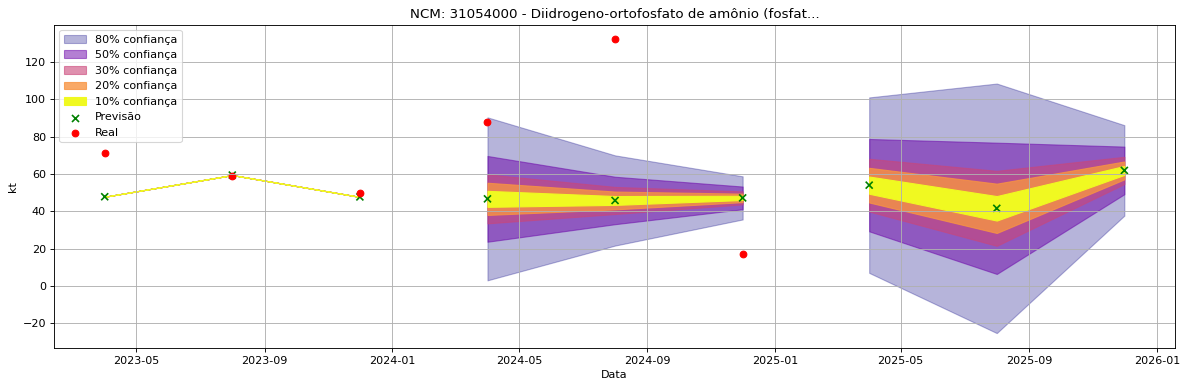 NCM: 31054000 - Diidrogeno-ortofosfato de amônio (fosfat...
80% confiança
50% confiança
30% confiança
20% confiança
10% confiança
Previsão
Real
kt
120
100
80
60
40
20
0
−20
2023-05 2023-09 2024-01 2024-05 2024-09 2025-01 2025-05 2025-09 2026-01
Data